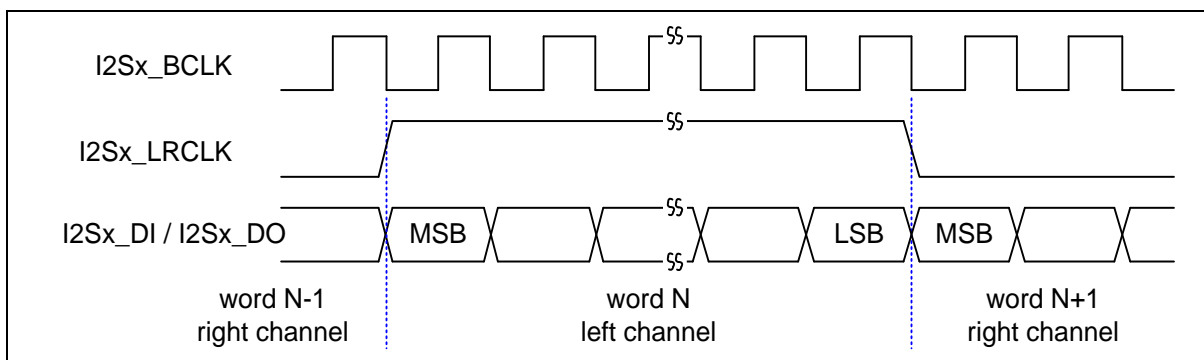 I2Sx_BCLK
I2Sx_LRCLK
I2Sx_DI / I2Sx_DO
MSB
LSB
MSB
word N-1
right channel
word N
left channel
word N+1
right channel